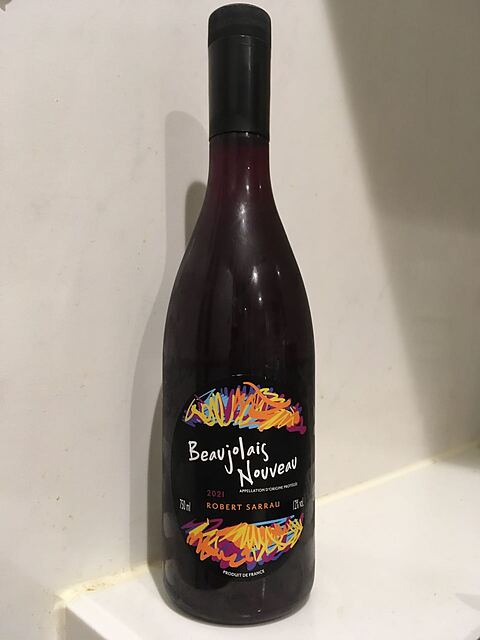 Beaujolais
Nouveau
APPELLATION D'ORIGINE PROTÉGÉE
2021
750 ml ROBERT SARRAU 12% vol.
PRODUIT DE FRANCE